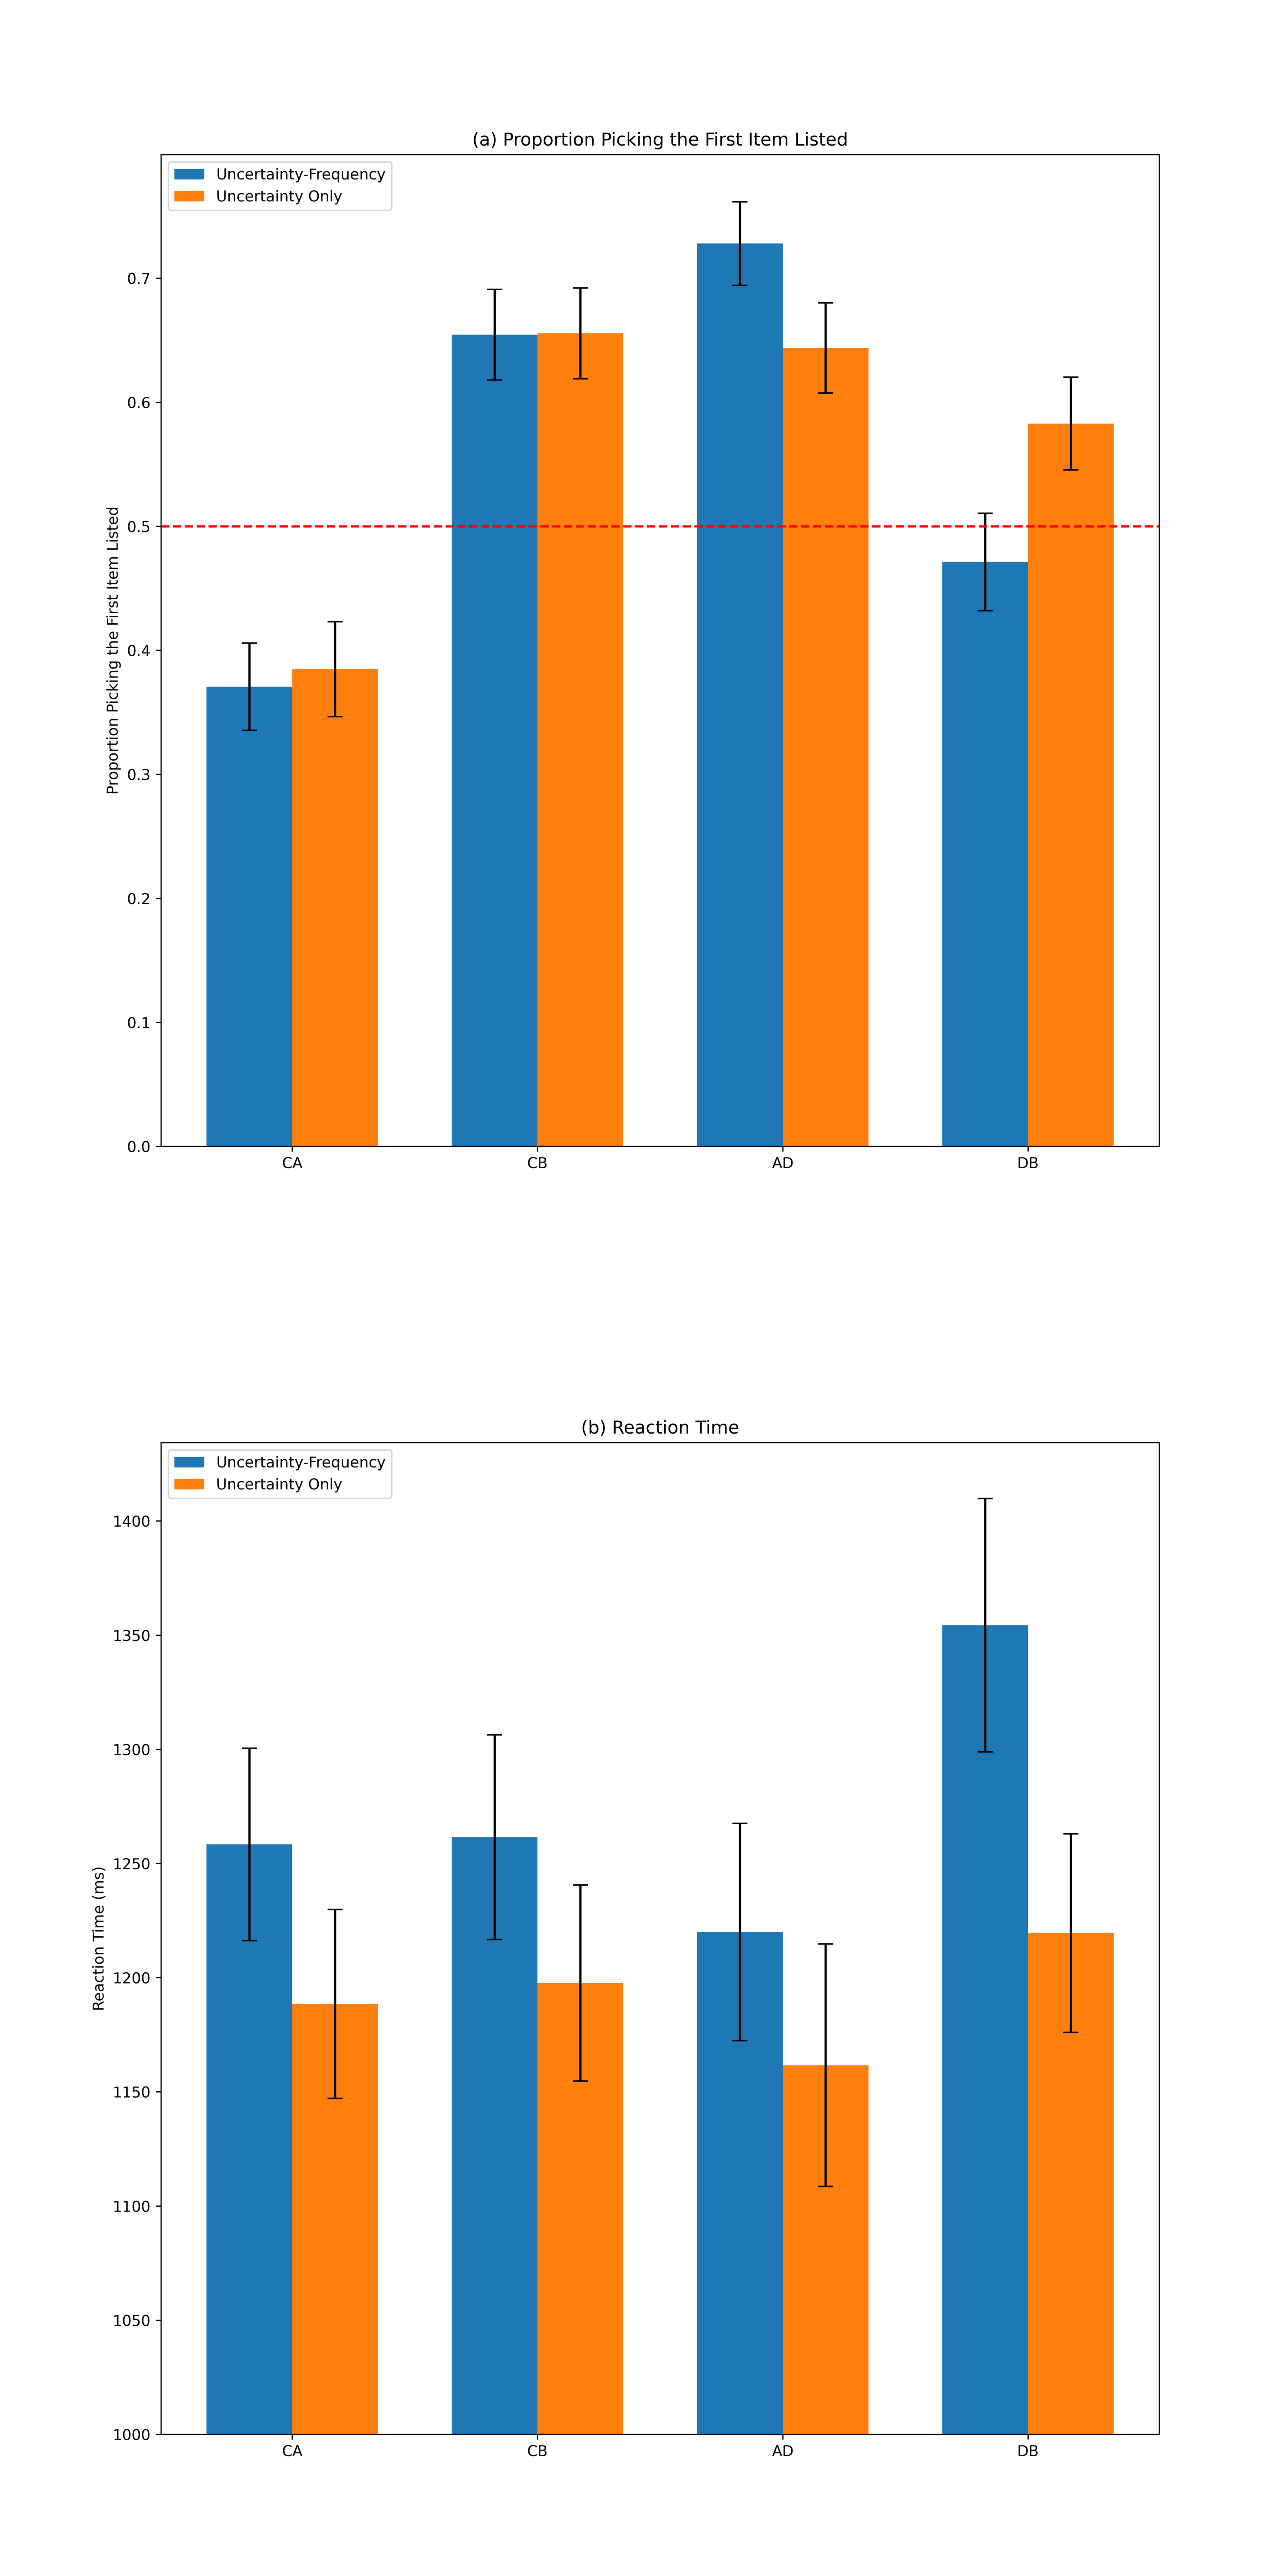 (a) Proportion Picking the First Item Listed
Uncertainty-Frequency
Uncertainty Only
Proportion Picking the First Item Listed
0.7
0.6
0.5
0.4
0.3
0.2
0.1
0.0
CA CB AD DB
(b) Reaction Time
Uncertainty-Frequency
Uncertainty Only
Reaction Time (ms)
1400
1350
1300
1250
1200
1150
1100
1050
1000
CA CB AD DB